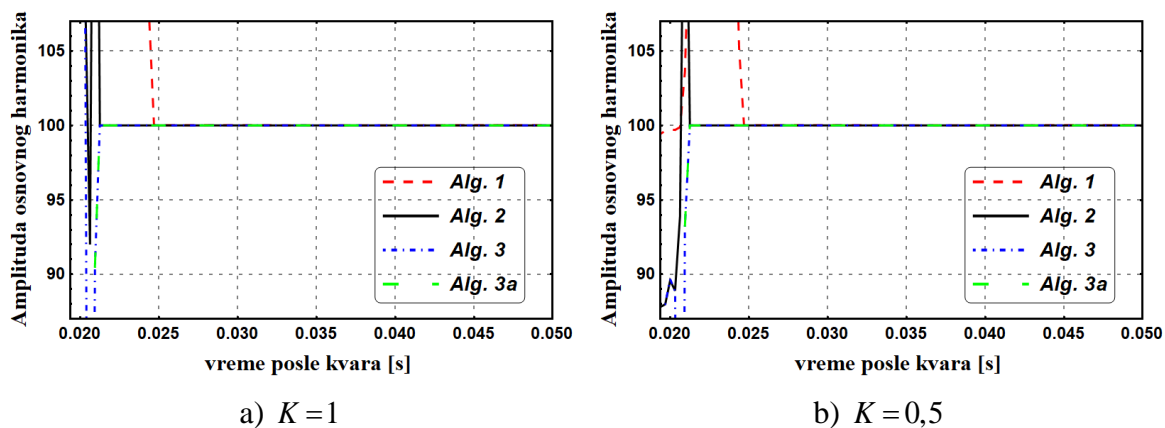 Amplituda osnovnog harmonika
105
100
95
90
Alg. 1
Alg. 2
Alg. 3
Alg. 3a
0.020 0.025 0.030 0.035 0.040 0.045 0.050
vreme posle kvara [s]
a) K = 1
Amplituda osnovnog harmonika
105
100
95
90
Alg. 1
Alg. 2
Alg. 3
Alg. 3a
0.020 0.025 0.030 0.035 0.040 0.045 0.050
vreme posle kvara [s]
b) K = 0,5